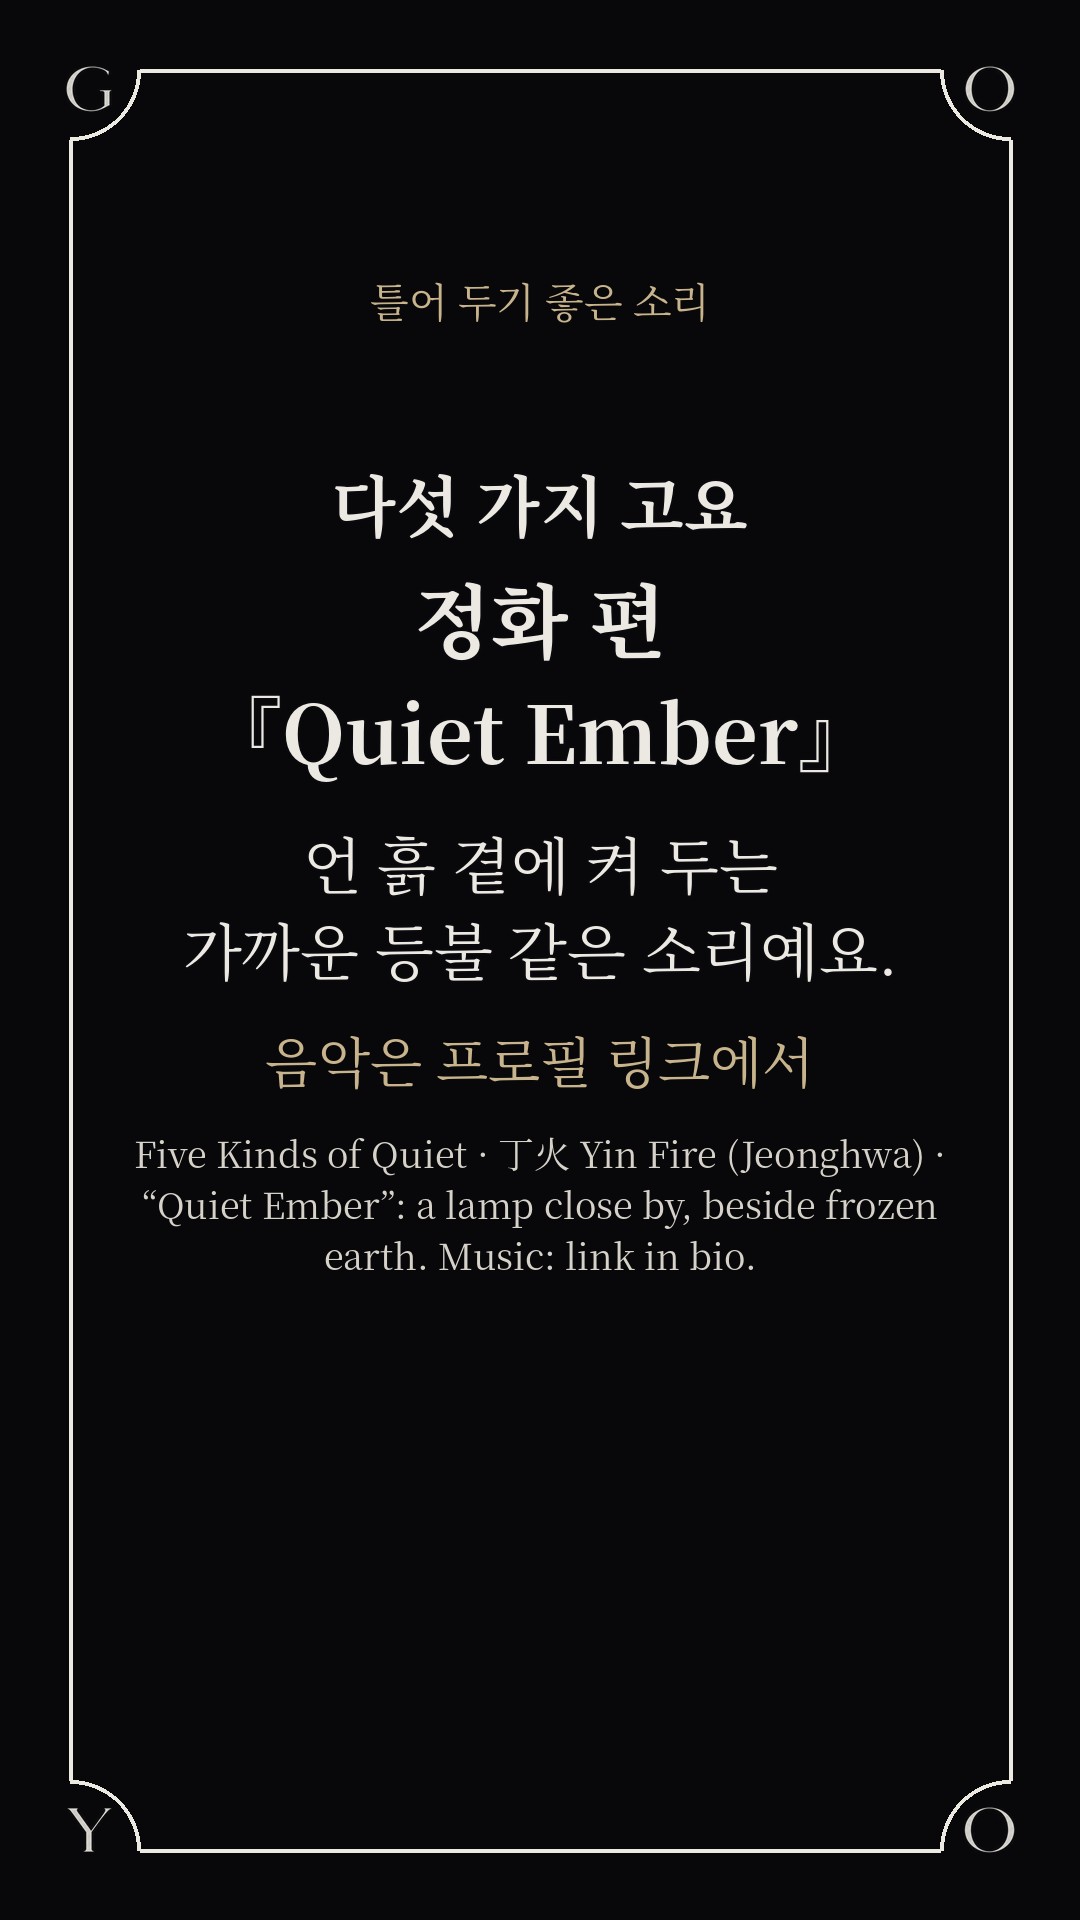 G O
틀어 두기 좋은 소리
다섯 가지 고요
정화 편
『Quiet Ember』
언 흙 곁에 켜 두는
가까운 등불 같은 소리예요.
음악은 프로필 링크에서
Five Kinds of Quiet · 丁火 Yin Fire (Jeonghwa) ·
“Quiet Ember”: a lamp close by, beside frozen
earth. Music: link in bio.
Y O